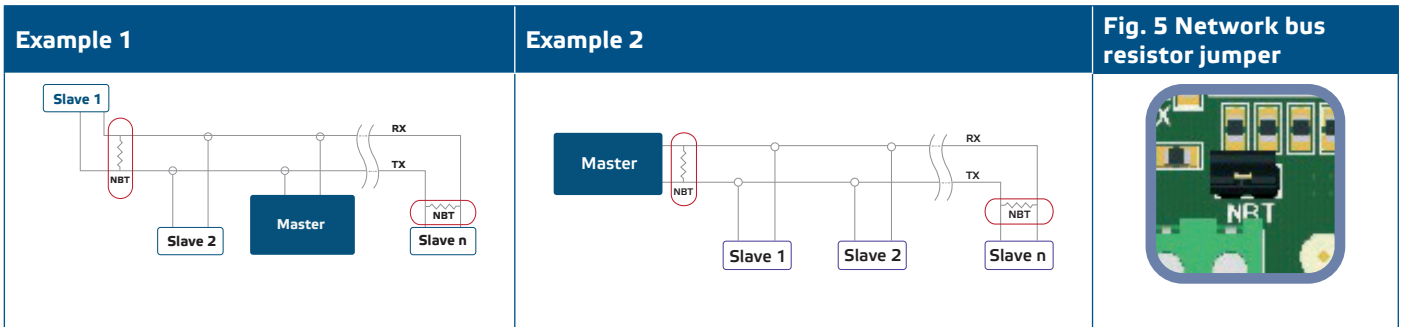 Example 1
Slave 1
RX
TX
NBT
Slave 2
Master
NBT
Slave n
Example 2
Master
RX
TX
NBT
NBT
Slave 1
Slave 2
Slave n
Fig. 5 Network bus
resistor jumper
X
NBT